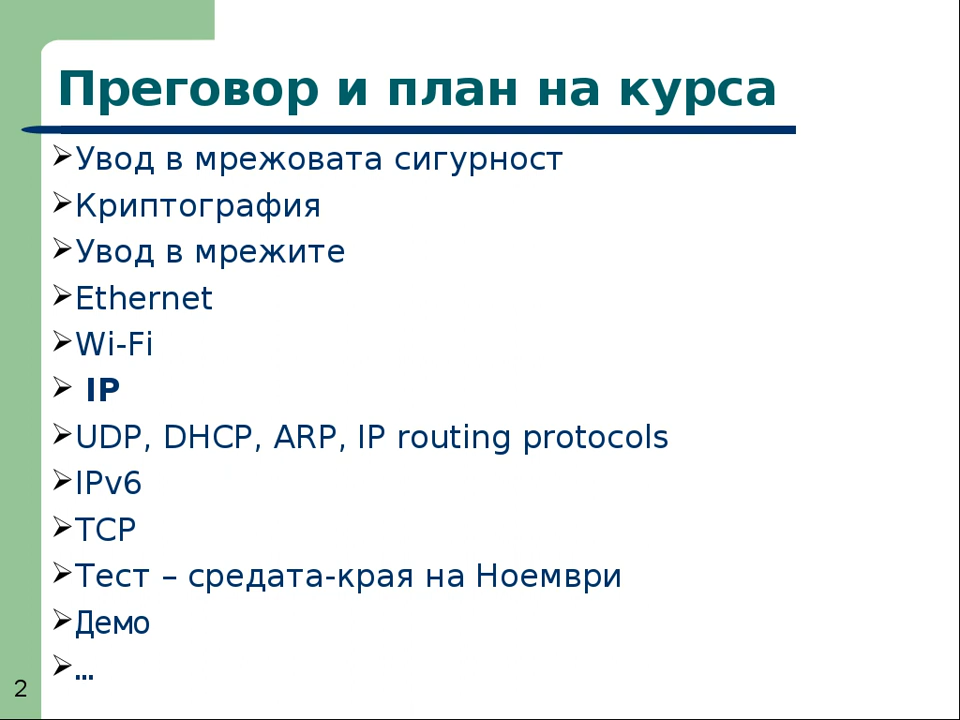 Преговор и план на курса
Увод в мрежовата сигурност
Криптография
Увод в мрежите
Ethernet
Wi-Fi
IP
UDP, DHCP, ARP, IP routing protocols
IPv6
TCP
Тест – средата-края на Ноември
Демо
…
2